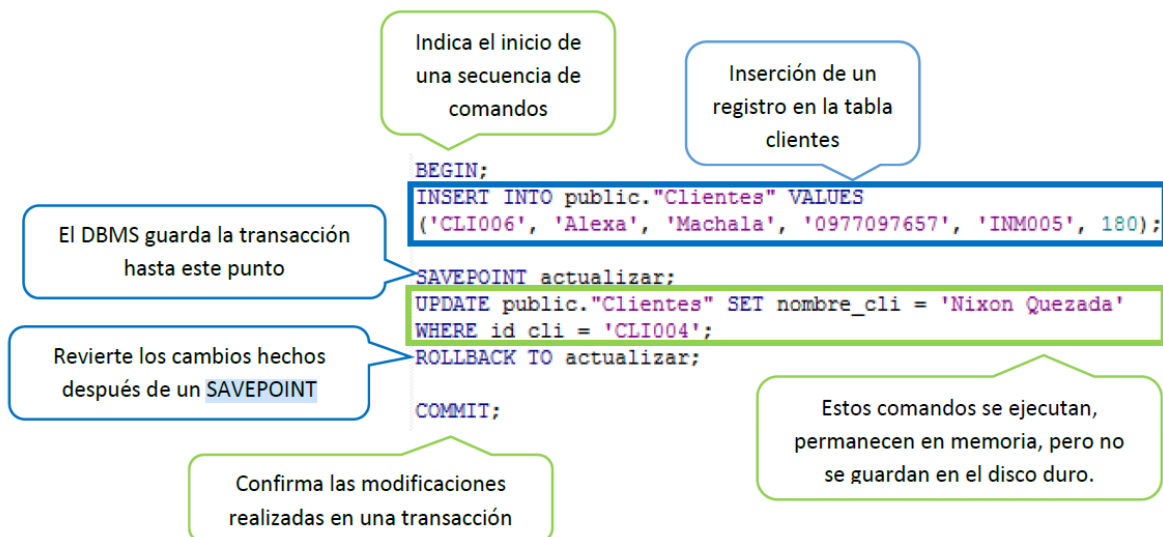 Indica el inicio de
una secuencia de
comandos
Inserción de un
registro en la tabla
clientes
BEGIN;
INSERT INTO public."Clientes" VALUES
('CLI006', 'Alexa', 'Machala', '0977097657', 'INM005', 180);
El DBMS guarda la transacción
hasta este punto
SAVEPOINT actualizar;
UPDATE public."Clientes" SET nombre_cli = 'Nixon Quezada'
WHERE id_cli = 'CLI004';
Revierte los cambios hechos
después de un SAVEPOINT
ROLLBACK TO actualizar;
COMMIT;
Estos comandos se ejecutan,
permanecen en memoria, pero no
se guardan en el disco duro.
Confirma las modificaciones
realizadas en una transacción